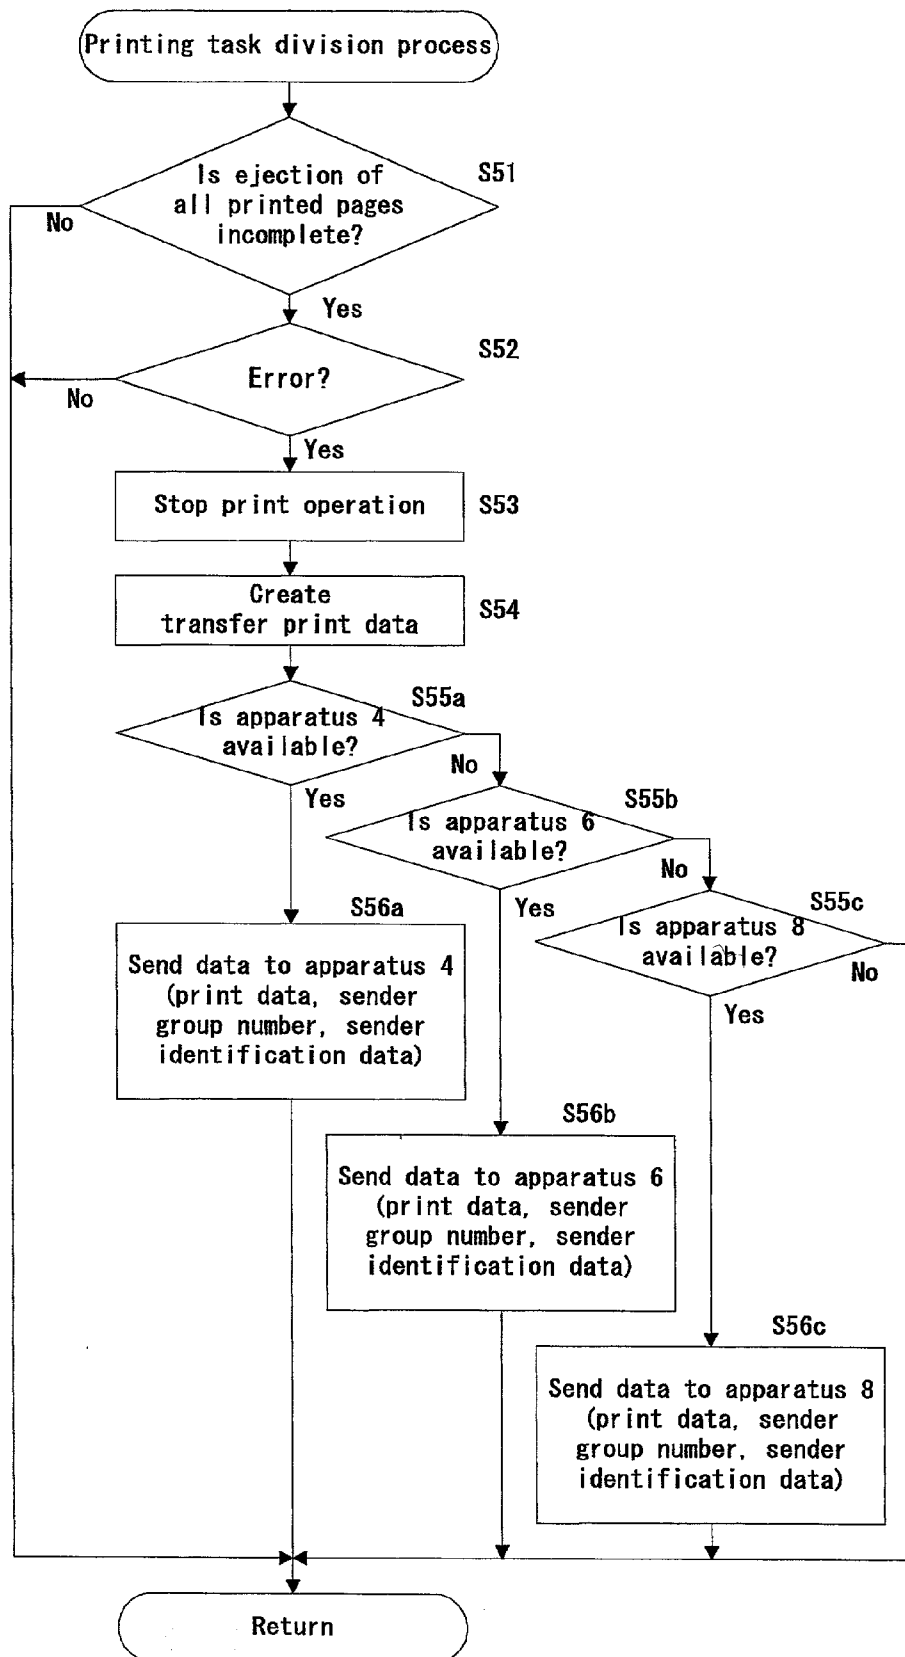 Printing task division process
Is ejection of
all printed pages
incomplete?
S51
No
Yes
Error?
S52
No
Yes
Stop print operation
S53
Create
transfer print data
S54
Is apparatus 4
available?
S55a
No
Yes
Is apparatus 6
available?
S55b
No
Yes
Is apparatus 8
available?
S55c
No
Yes
S56a
Send data to apparatus 4
(print data, sender
group number, sender
identification data)
S56b
Send data to apparatus 6
(print data, sender
group number, sender
identification data)
S56c
Send data to apparatus 8
(print data, sender
group number, sender
identification data)
Return